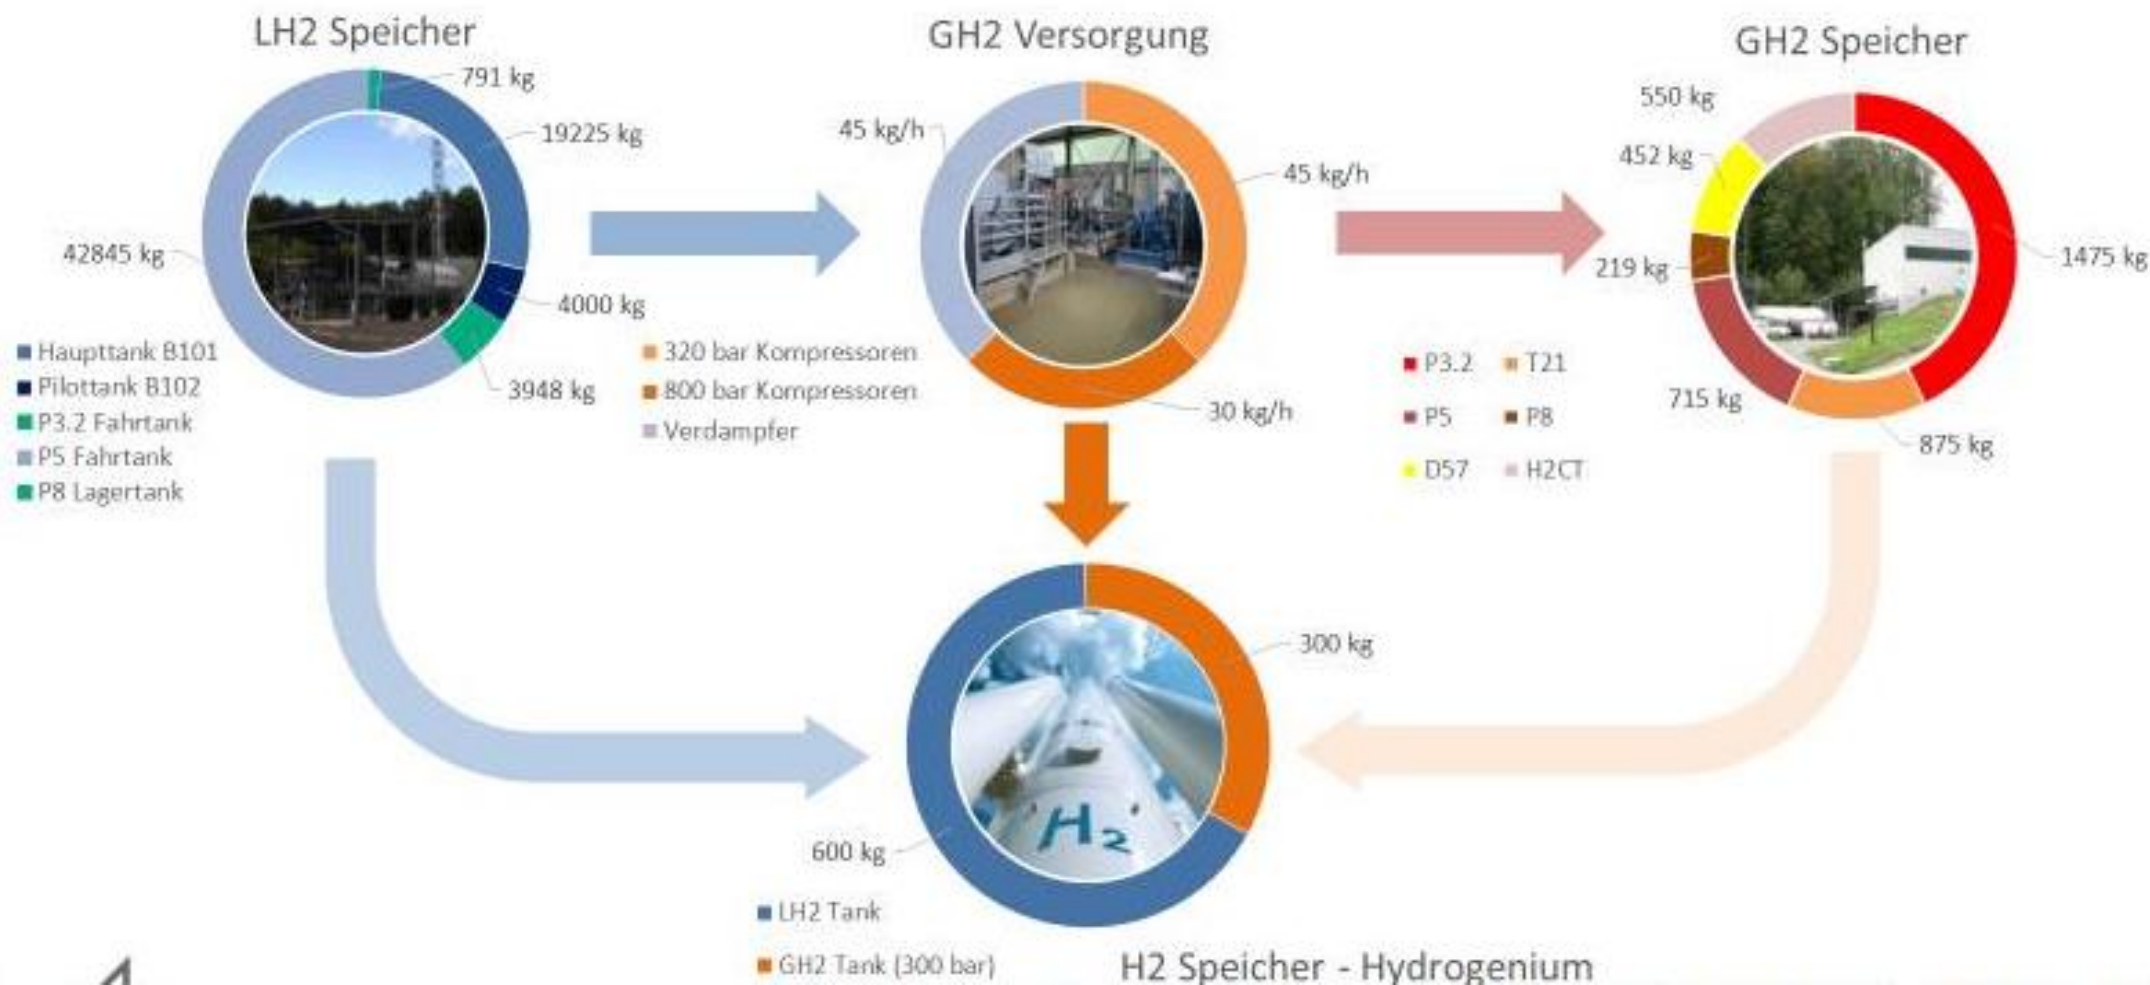 LH2 Speicher
791 kg
19225 kg
42845 kg
4000 kg
3948 kg
Haupttank B101
Pilottank B102
P3.2 Fahrtank
P5 Fahrtank
P8 Lagertank
GH2 Versorgung
45 kg/h
45 kg/h
30 kg/h
320 bar Kompressoren
800 bar Kompressoren
Verdampfer
GH2 Speicher
550 kg
452 kg
219 kg
1475 kg
715 kg
875 kg
P3.2 T21
P5 P8
D57 H2CT
300 kg
600 kg
H2
LH2 Tank
GH2 Tank (300 bar)
H2 Speicher - Hydrogenium